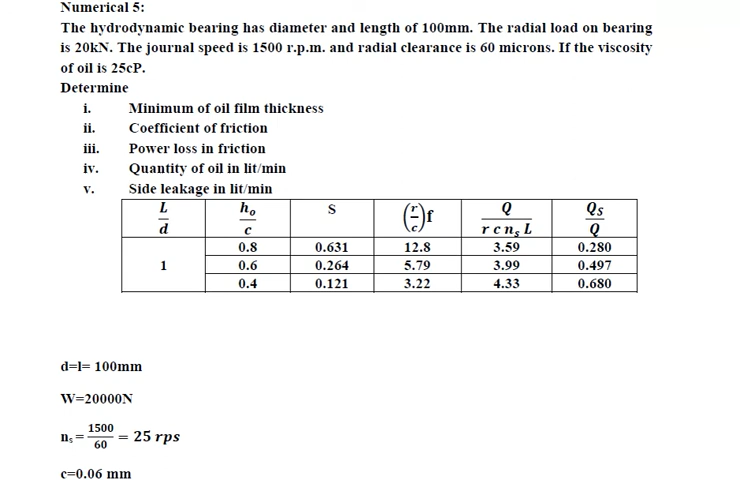 Numerical 5:
The hydrodynamic bearing has diameter and length of 100mm. The radial load on bearing
is 20kN. The journal speed is 1500 r.p.m. and radial clearance is 60 microns. If the viscosity
of oil is 25cP.
Determine
i. Minimum of oil film thickness
ii. Coefficient of friction
iii. Power loss in friction
iv. Quantity of oil in lit/min
v. Side leakage in lit/min
L/d h₀/c S (r/c)f Q/(r c nₛ L) Qs/Q
0.8 0.631 12.8 3.59 0.280
1 0.6 0.264 5.79 3.99 0.497
0.4 0.121 3.22 4.33 0.680
d=l= 100mm
W=20000N
nₛ = 1500/60 = 25 rps
c=0.06 mm